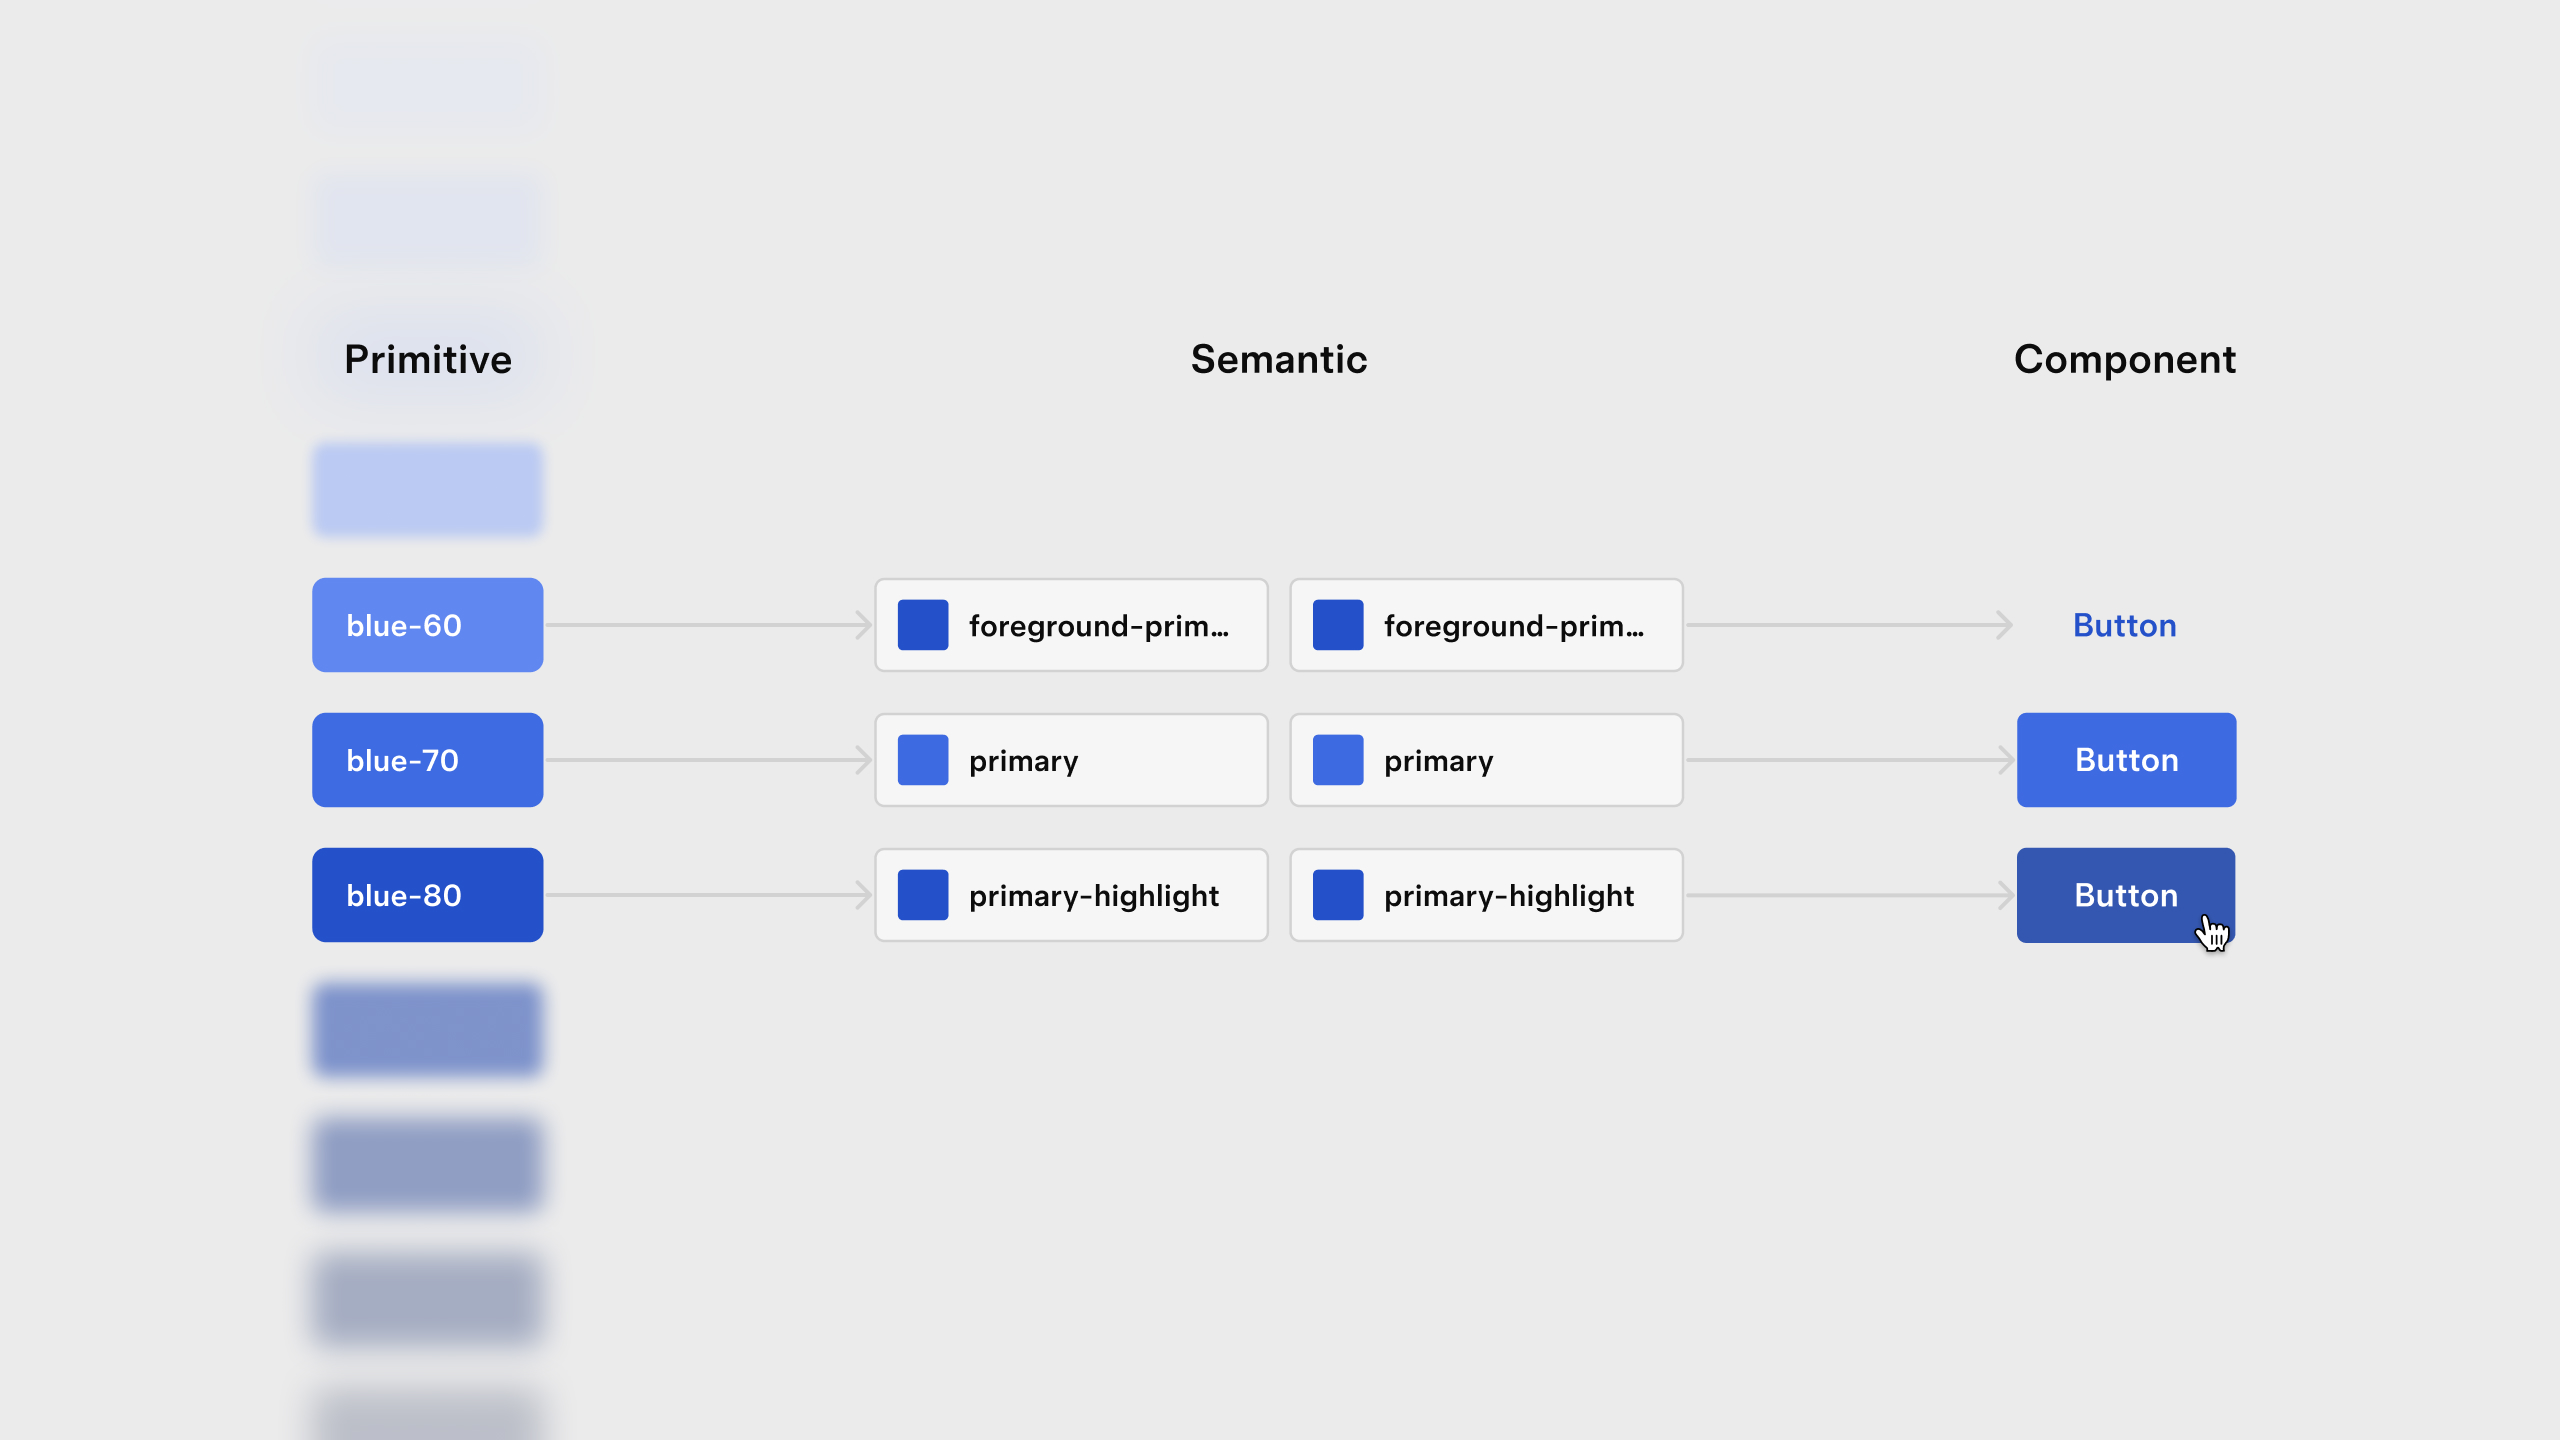 Primitive
Semantic
Component
blue-60
foreground-prim…
foreground-prim…
Button
blue-70
primary
primary
Button
blue-80
primary-highlight
primary-highlight
Button